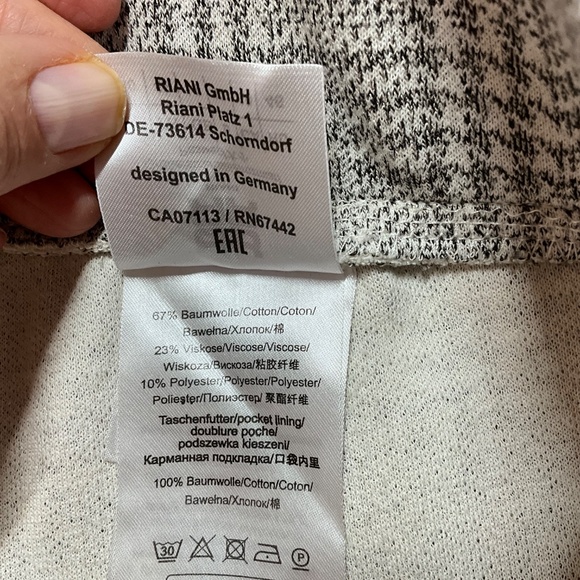 RIANI GmbH
Riani Platz 1
DE-73614 Schorndorf
designed in Germany
CA07113 / RN67442
EAC
67% Baumwolle/Cotton/Coton/
Bawełna/Хлопок/棉
23% Viskose/Viscose/Viscose/
Wiskoza/Вискоза/粘胶纤维
10% Polyester/Polyester/Polyester/
Poliester/Полиэстер/ 聚酯纤维
Taschenfutter/pocket lining/
doublure poche/
podszewka kieszeni/
Карманная подкладка/口袋内里
100% Baumwolle/Cotton/Coton/
Bawełna/Хлопок/棉
30 P